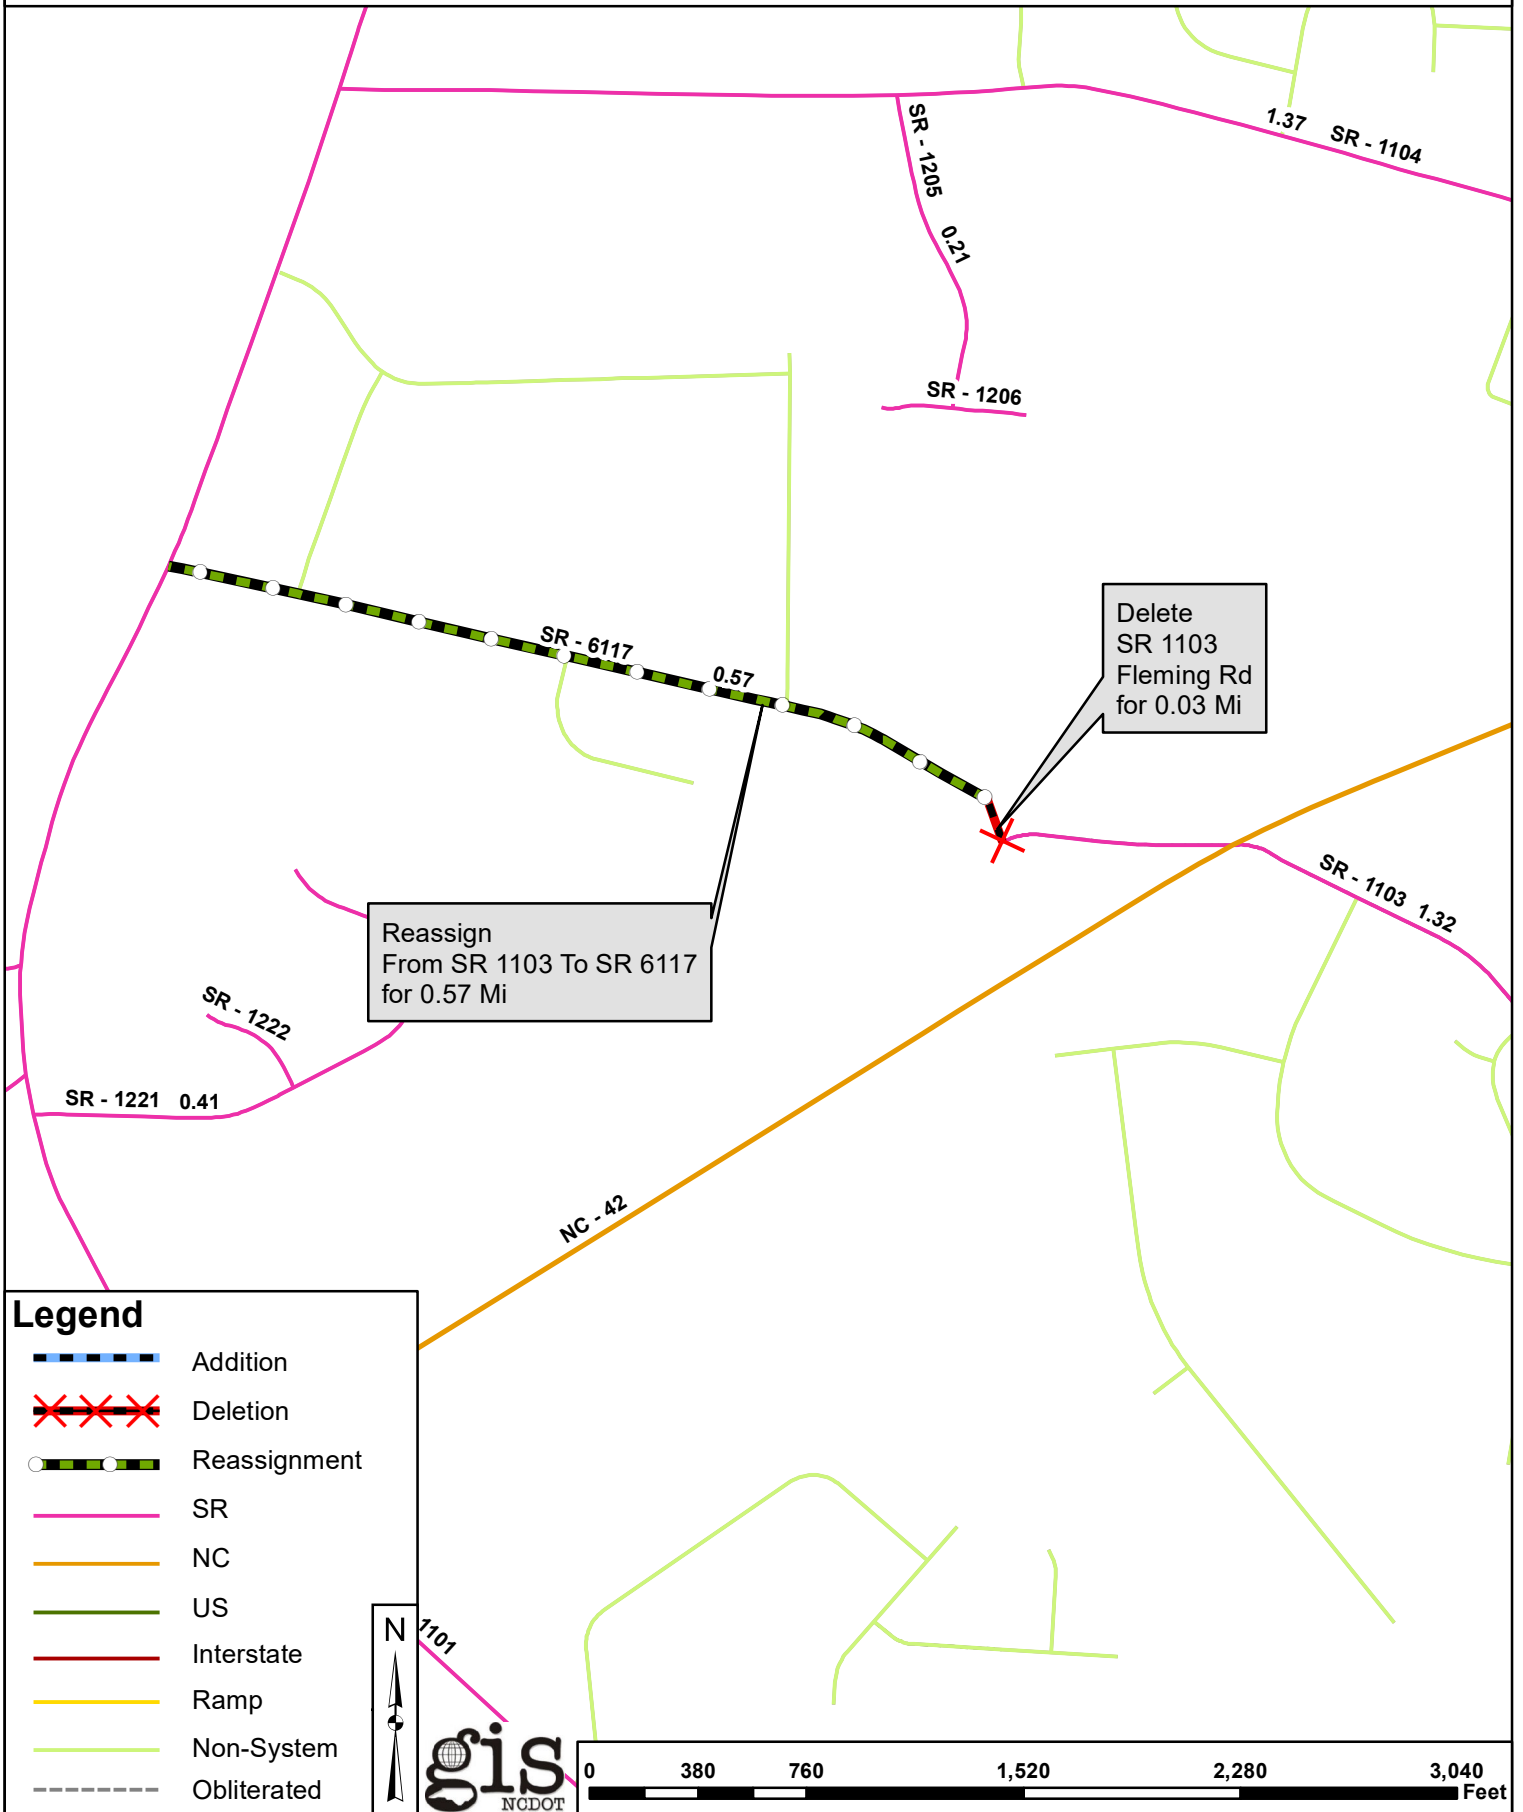 1.37 SR - 1104
SR - 1205 0.21
SR - 1206
SR - 6117 0.57
Delete
SR 1103
Fleming Rd
for 0.03 Mi
SR - 1103 1.32
Reassign
From SR 1103 To SR 6117
for 0.57 Mi
SR - 1222
SR - 1221 0.41
NC - 42
Legend
Addition
Deletion
Reassignment
SR
NC
US
Interstate
Ramp
Non-System
Obliterated
N
1101
gis
NCDOT
0 380 760 1,520 2,280 3,040
Feet